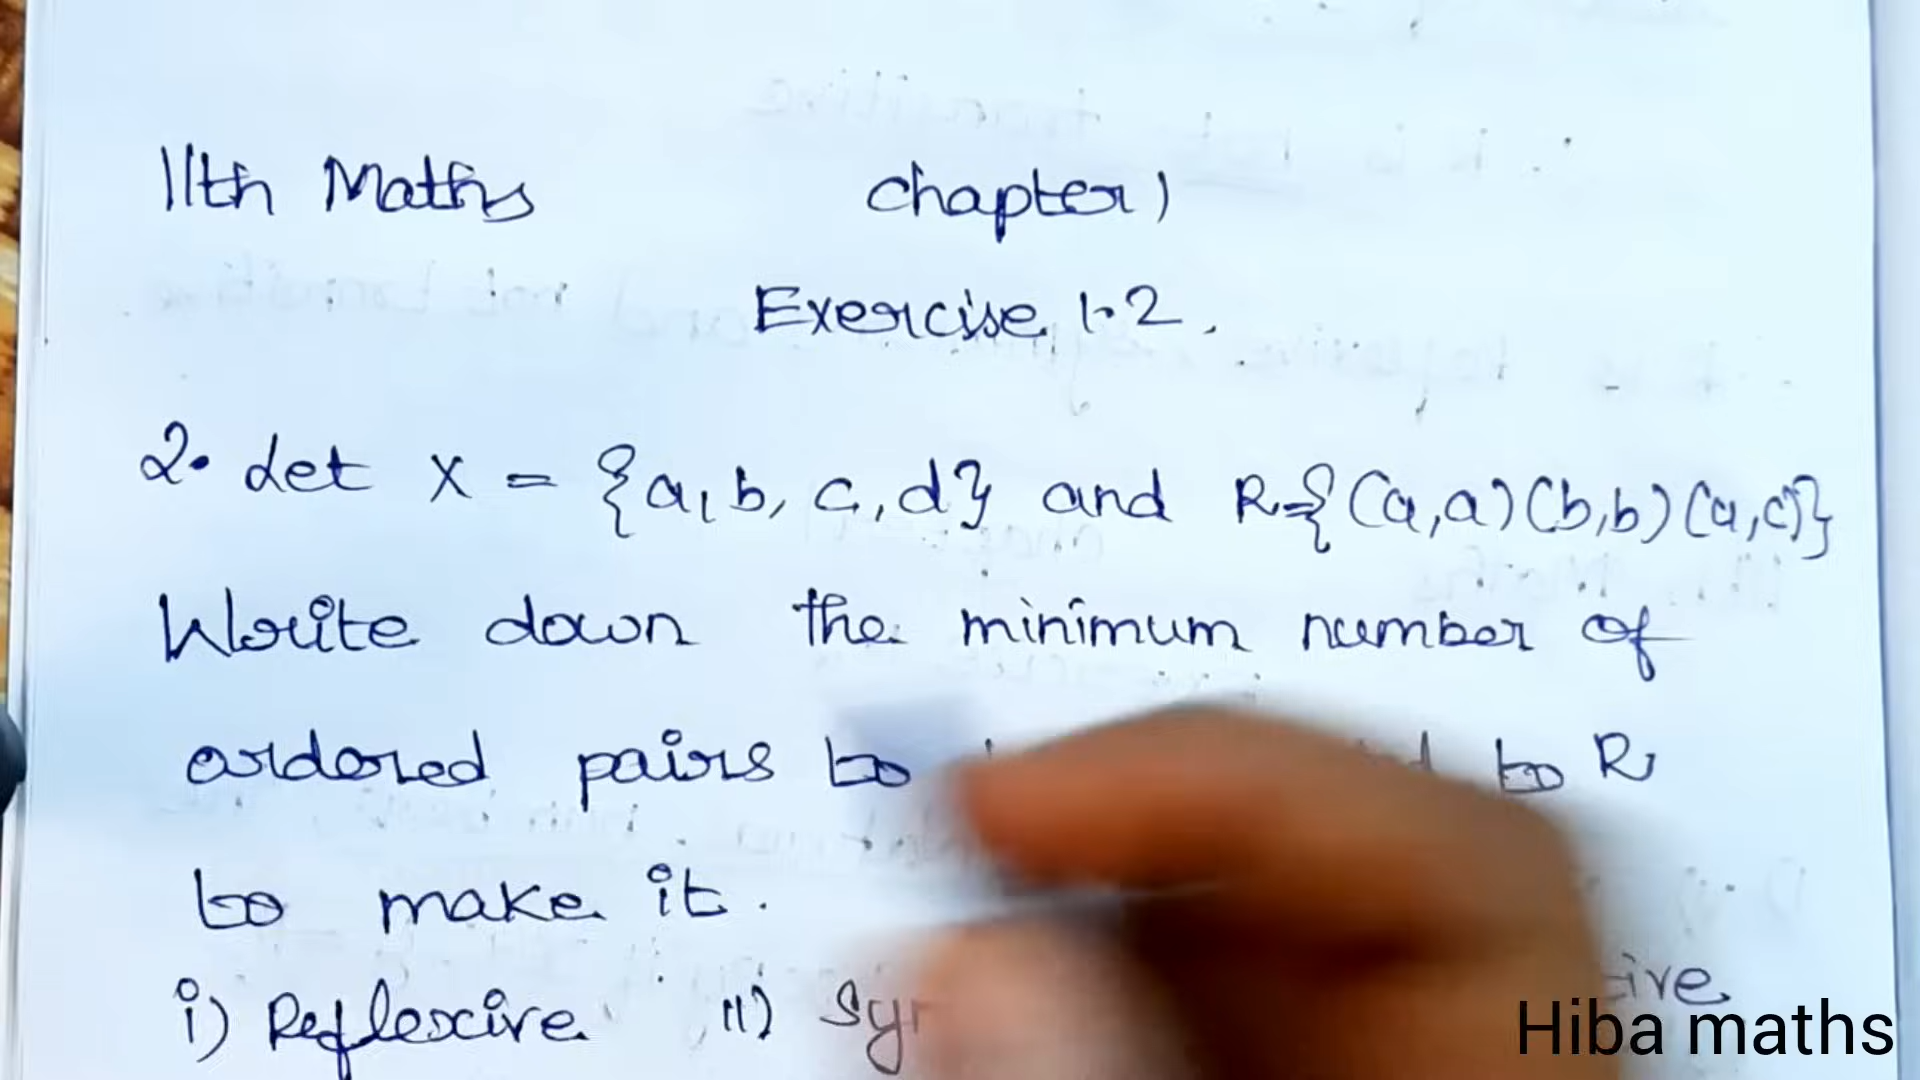 11th Maths chapter 1
Exercise 1.2.
2. Let X = {a, b, c, d} and R={(a,a)(b,b)(a,c)}
Write down the minimum number of
ordered pairs to to R
to make it.
i) Reflexive ii)
Hiba maths